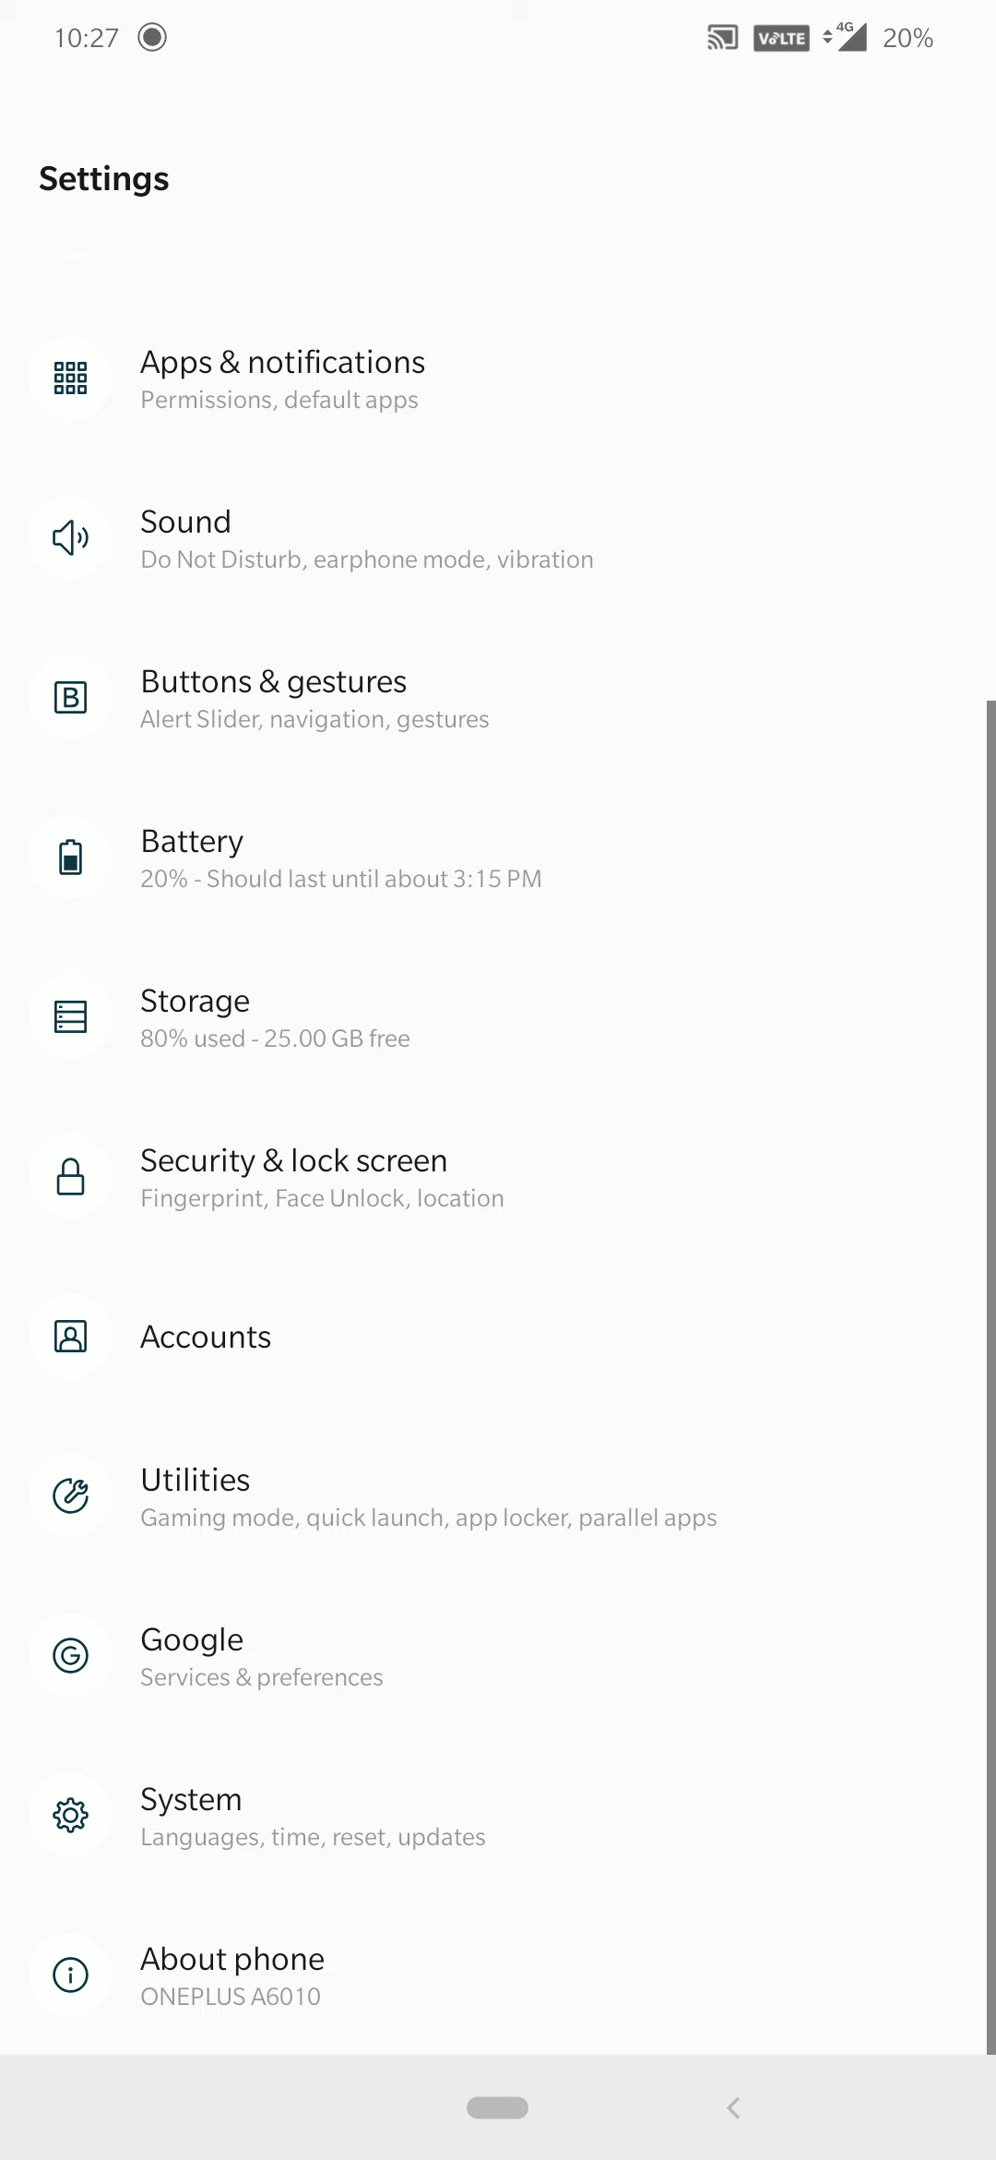 10:27 VoLTE 4G 20%
Settings
Apps & notifications
Permissions, default apps
Sound
Do Not Disturb, earphone mode, vibration
B
Buttons & gestures
Alert Slider, navigation, gestures
Battery
20% - Should last until about 3:15 PM
Storage
80% used - 25.00 GB free
Security & lock screen
Fingerprint, Face Unlock, location
Accounts
Utilities
Gaming mode, quick launch, app locker, parallel apps
G
Google
Services & preferences
System
Languages, time, reset, updates
About phone
ONEPLUS A6010